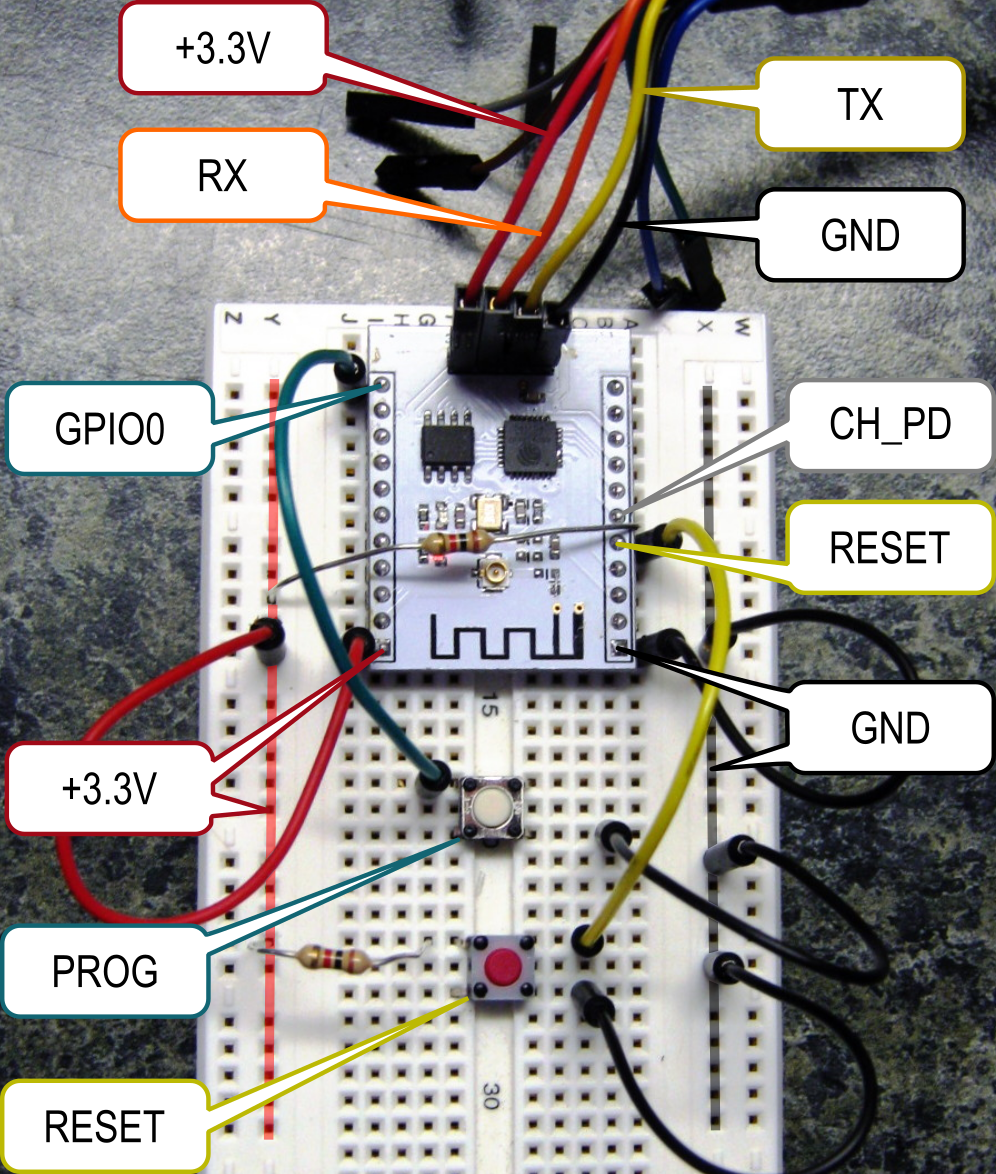 +3.3V
TX
RX
GND
Z
Y
J
I
H
G
C
B
A
X
W
GPIO0
CH_PD
RESET
GND
15
+3.3V
PROG
RESET
30